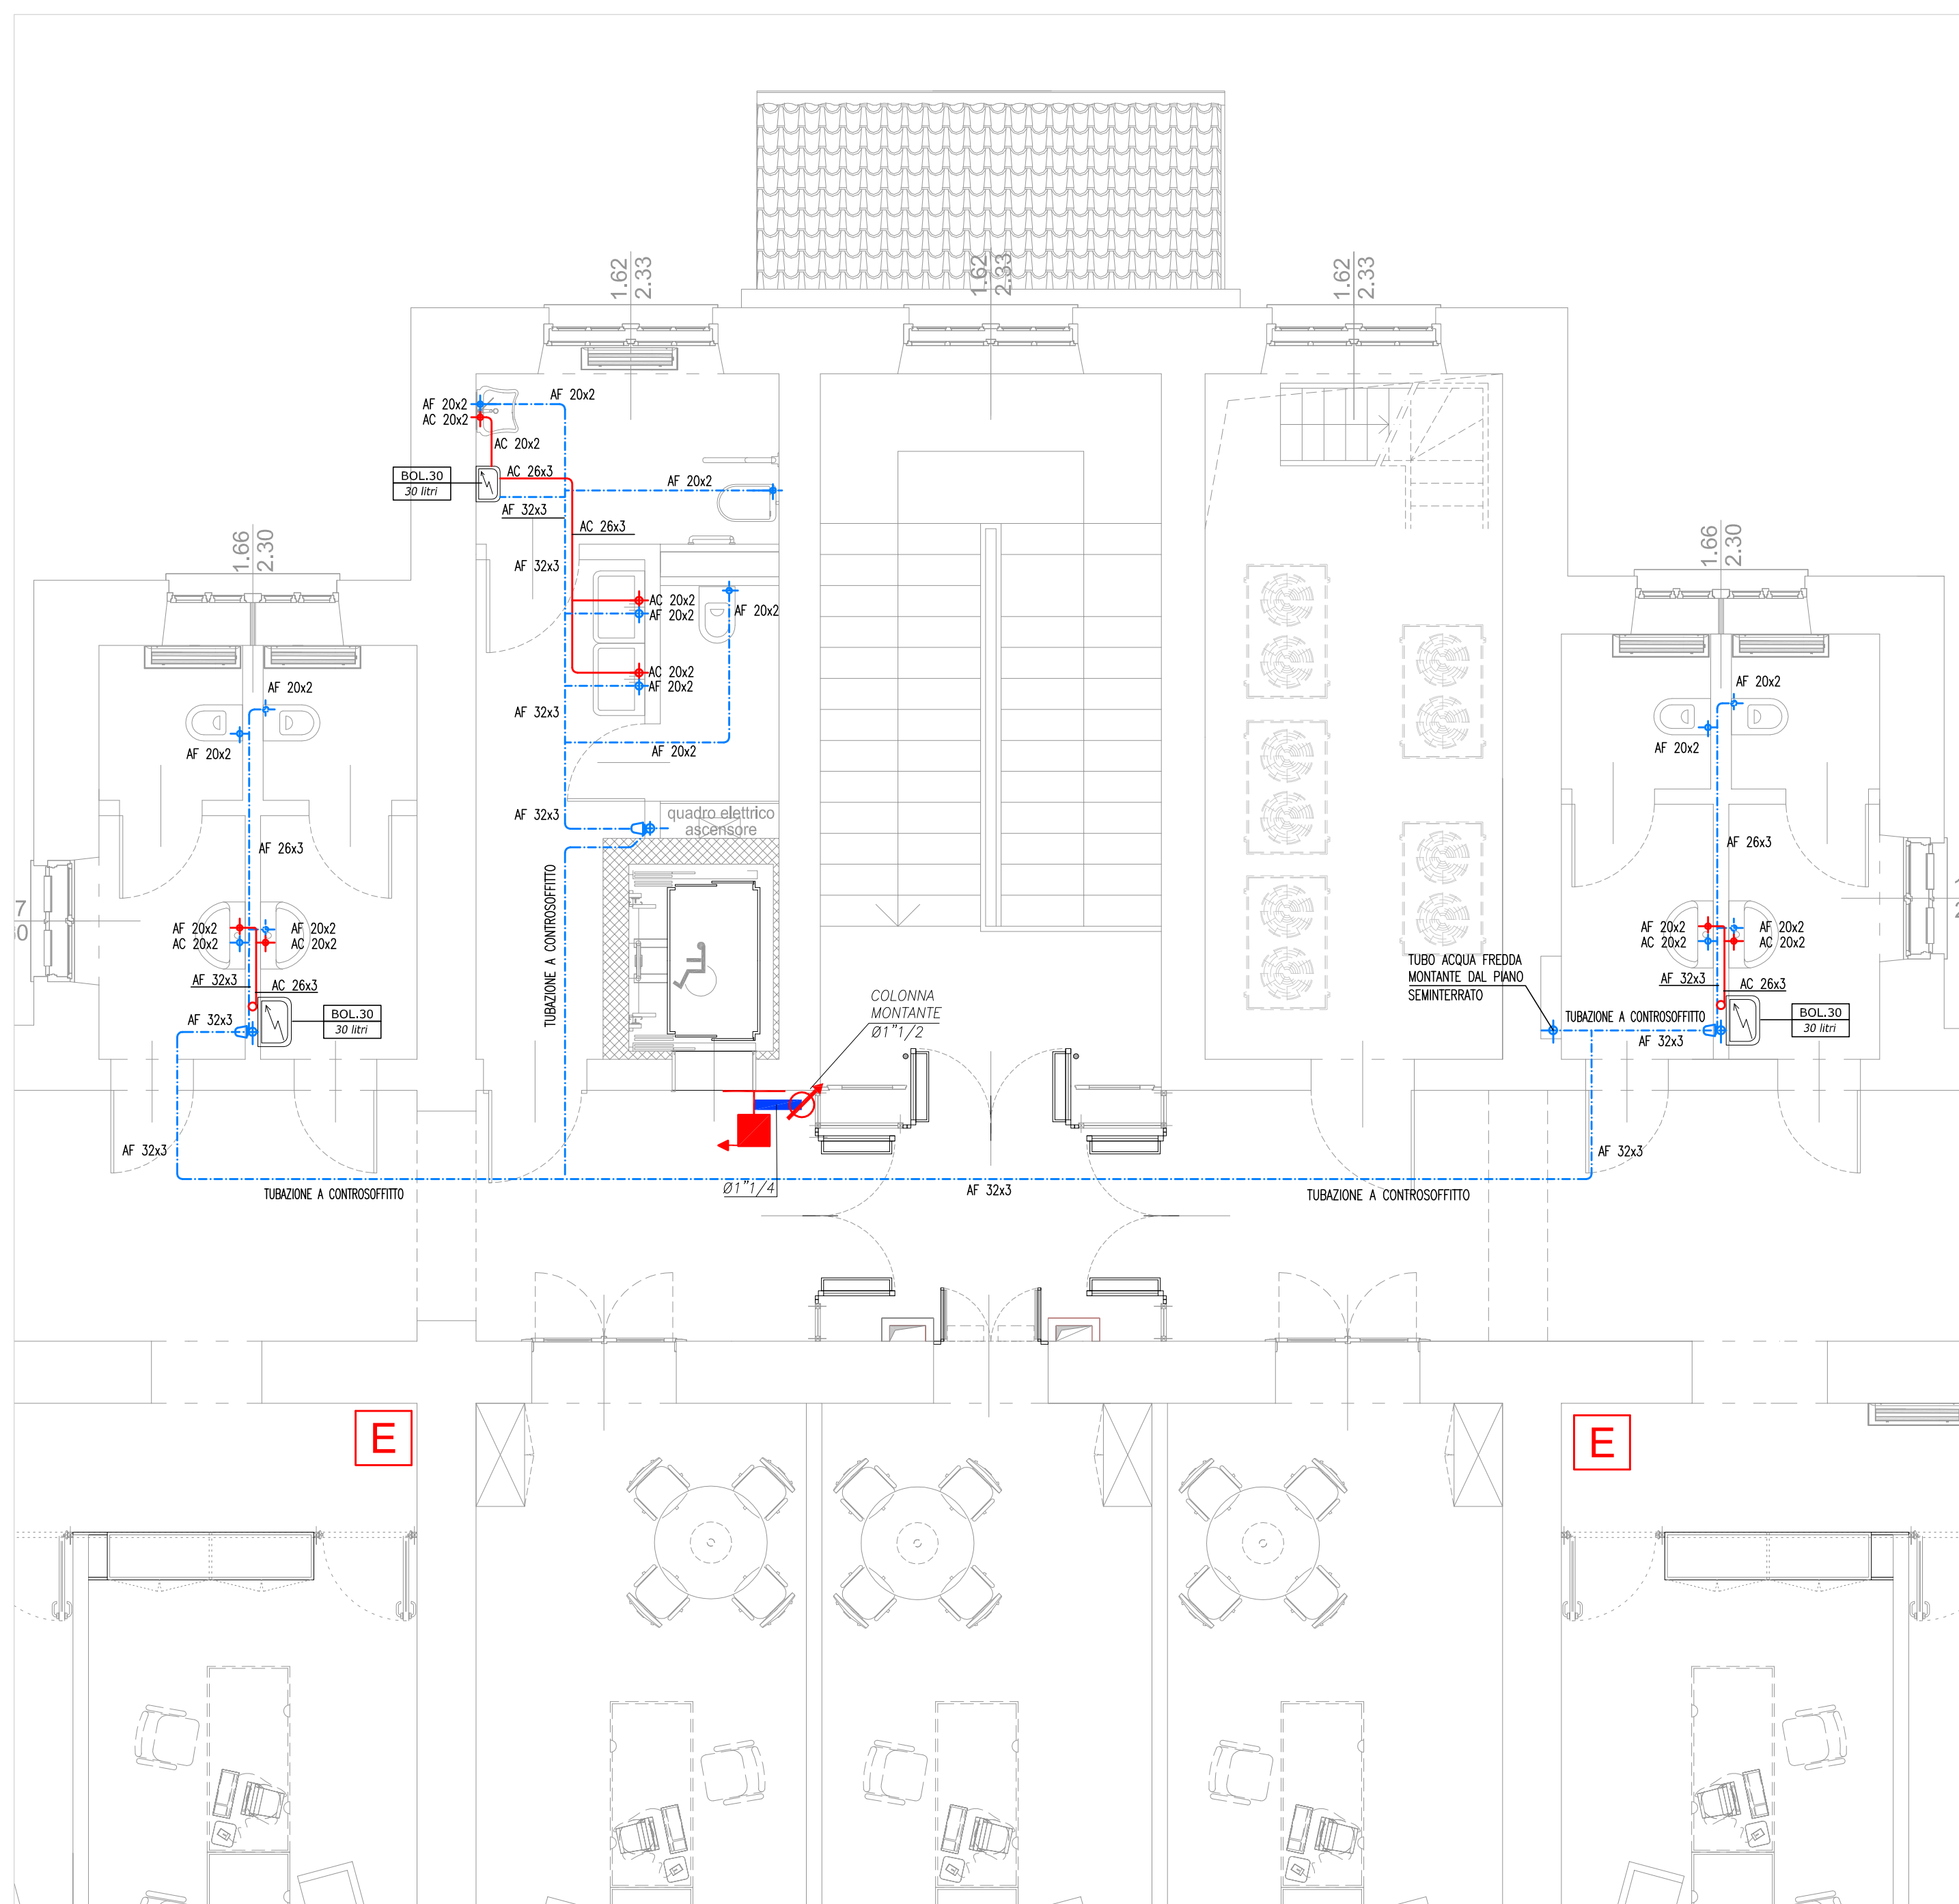 1.62
2.33
1.62
2.33
1.62
2.33
AF 20x2
AF 20x2
AC 20x2
AC 20x2
AC 26x3
BOL.30
30 litri
AF 20x2
AF 32x3
AC 26x3
1.66
2.30
1.66
2.30
AF 32x3
AC 20x2
AF 20x2
AF 20x2
AC 20x2
AF 20x2
AF 32x3
AF 20x2
AF 20x2
AF 20x2
AF 20x2
AF 20x2
AF 32x3
quadro elettrico
ascensore
AF 26x3
AF 26x3
TUBAZIONE A CONTROSOFFITTO
AF 20x2
AC 20x2
AF 20x2
AC 20x2
AF 32x3
AC 26x3
BOL.30
30 litri
AF 32x3
COLONNA
MONTANTE
Ø1"1/2
TUBO ACQUA FREDDA
MONTANTE DAL PIANO
SEMINTERRATO
AF 20x2
AC 20x2
AF 20x2
AC 20x2
AF 32x3
AC 26x3
TUBAZIONE A CONTROSOFFITTO
AF 32x3
BOL.30
30 litri
AF 32x3
AF 32x3
TUBAZIONE A CONTROSOFFITTO
Ø1"1/4
AF 32x3
TUBAZIONE A CONTROSOFFITTO
E
E